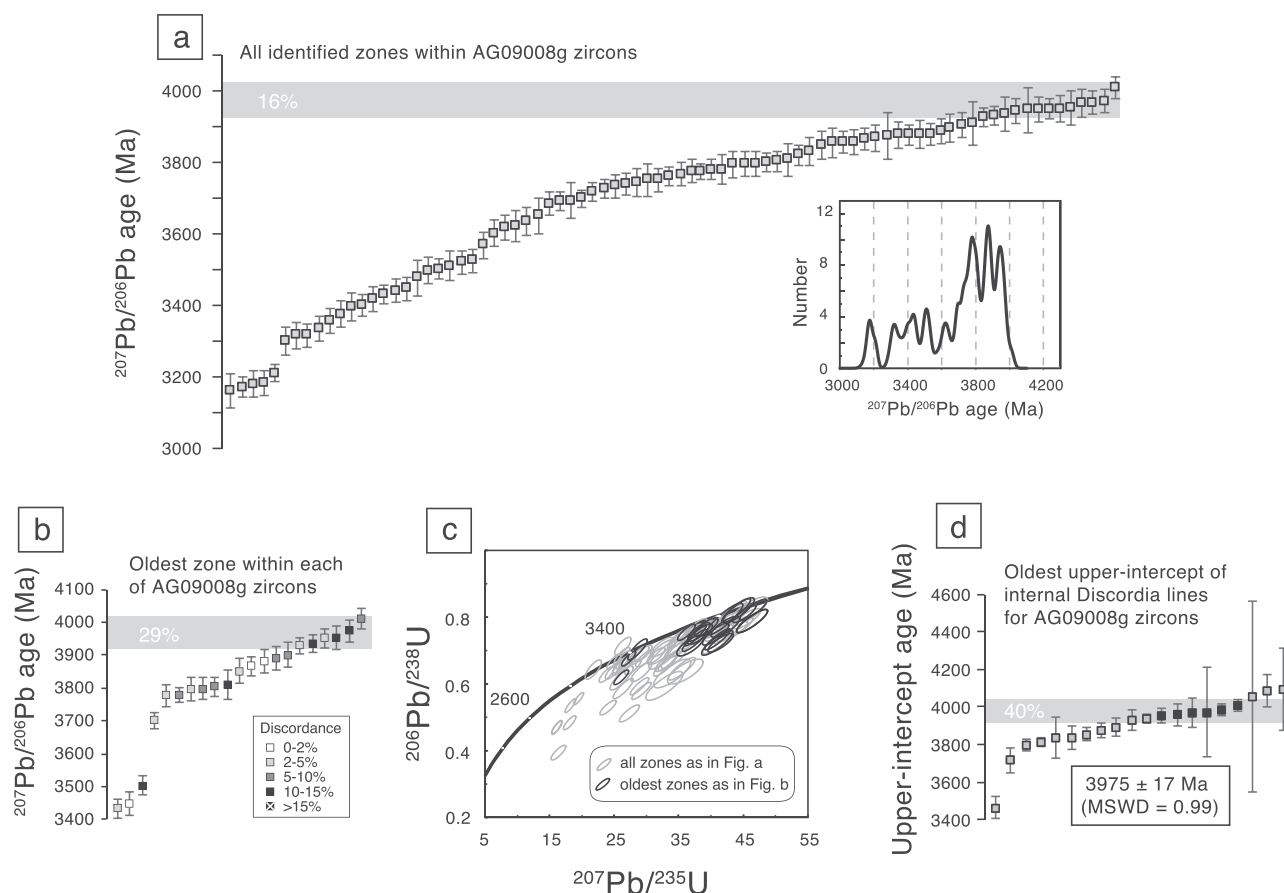 a
All identified zones within AG09008g zircons
4000
3800
3600
3400
3200
3000
207Pb/206Pb age (Ma)
16%
12
8
4
0
Number
3000 3400 3800 4200
207Pb/206Pb age (Ma)
b
Oldest zone within each
of AG09008g zircons
4100
4000
3900
3800
3700
3600
3500
3400
207Pb/206Pb age (Ma)
29%
Discordance
0-2%
2-5%
5-10%
10-15%
>15%
c
0.8
0.6
0.4
0.2
206Pb/238U
3800
3400
2600
all zones as in Fig. a
oldest zones as in Fig. b
5 15 25 35 45 55
207Pb/235U
d
Oldest upper-intercept of
internal Discordia lines
for AG09008g zircons
4600
4400
4200
4000
3800
3600
3400
Upper-intercept age (Ma)
40%
3975 ± 17 Ma
(MSWD = 0.99)